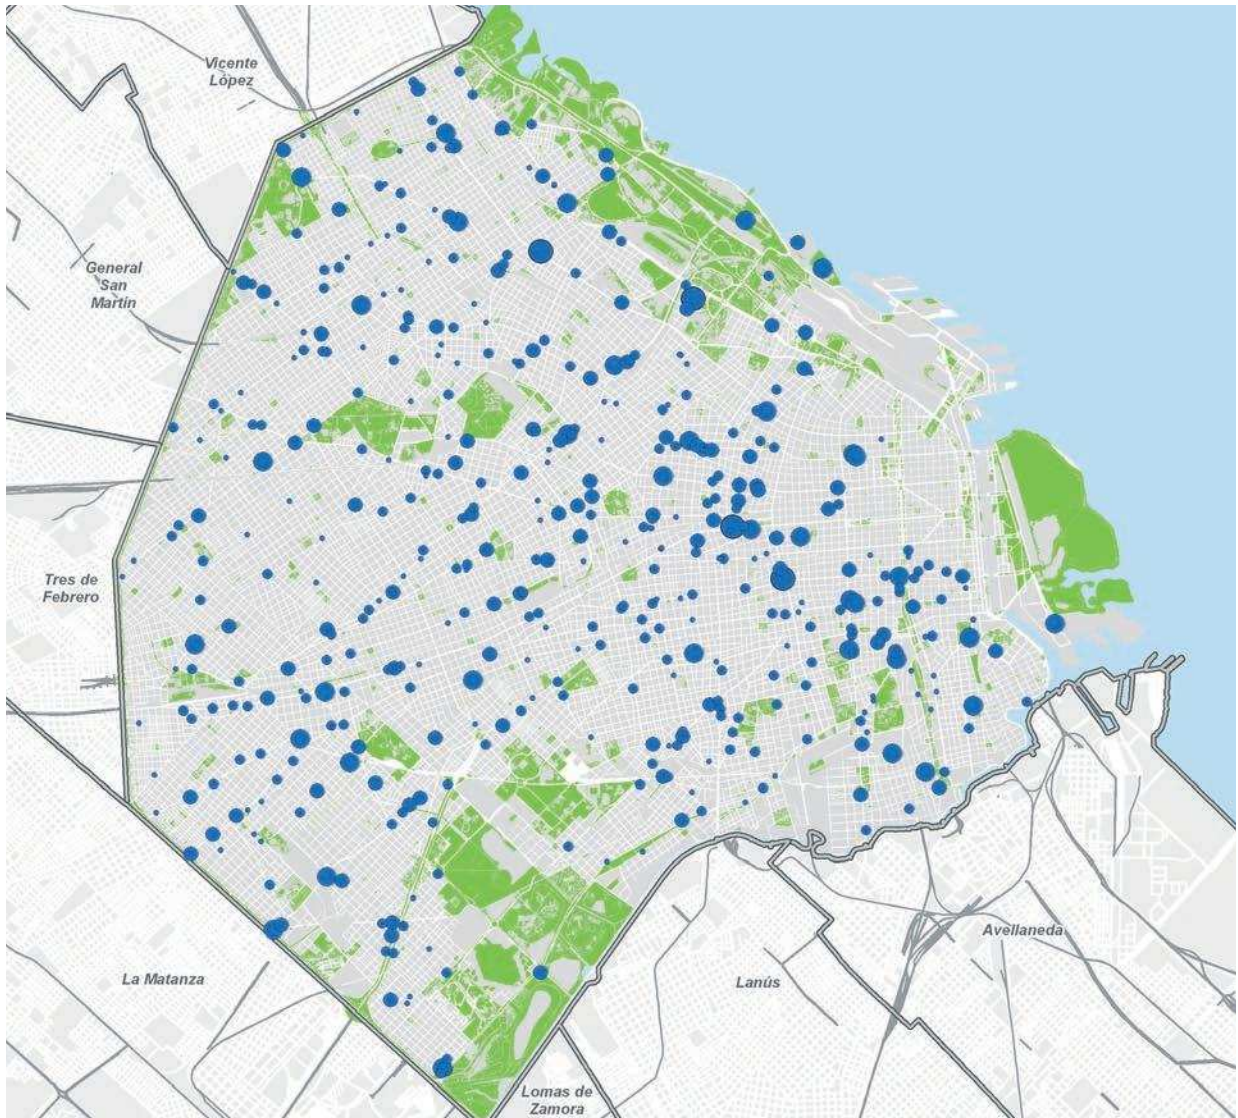 Vicente
López
General
San
Martín
Tres de
Febrero
La Matanza
Avellaneda
Lanús
Lomas de
Zamora